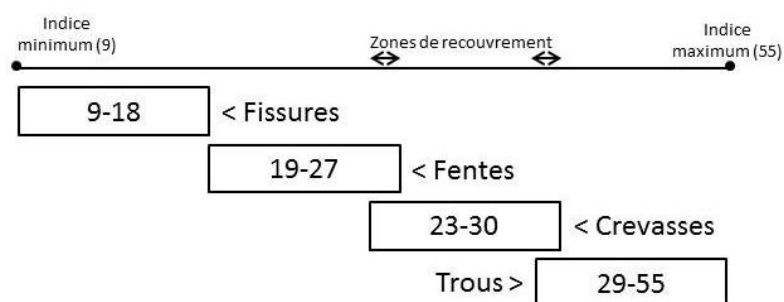 Indice
minimum (9)
Zones de recouvrement
Indice
maximum (55)
9-18 < Fissures
19-27 < Fentes
23-30 < Crevasses
Trous > 29-55